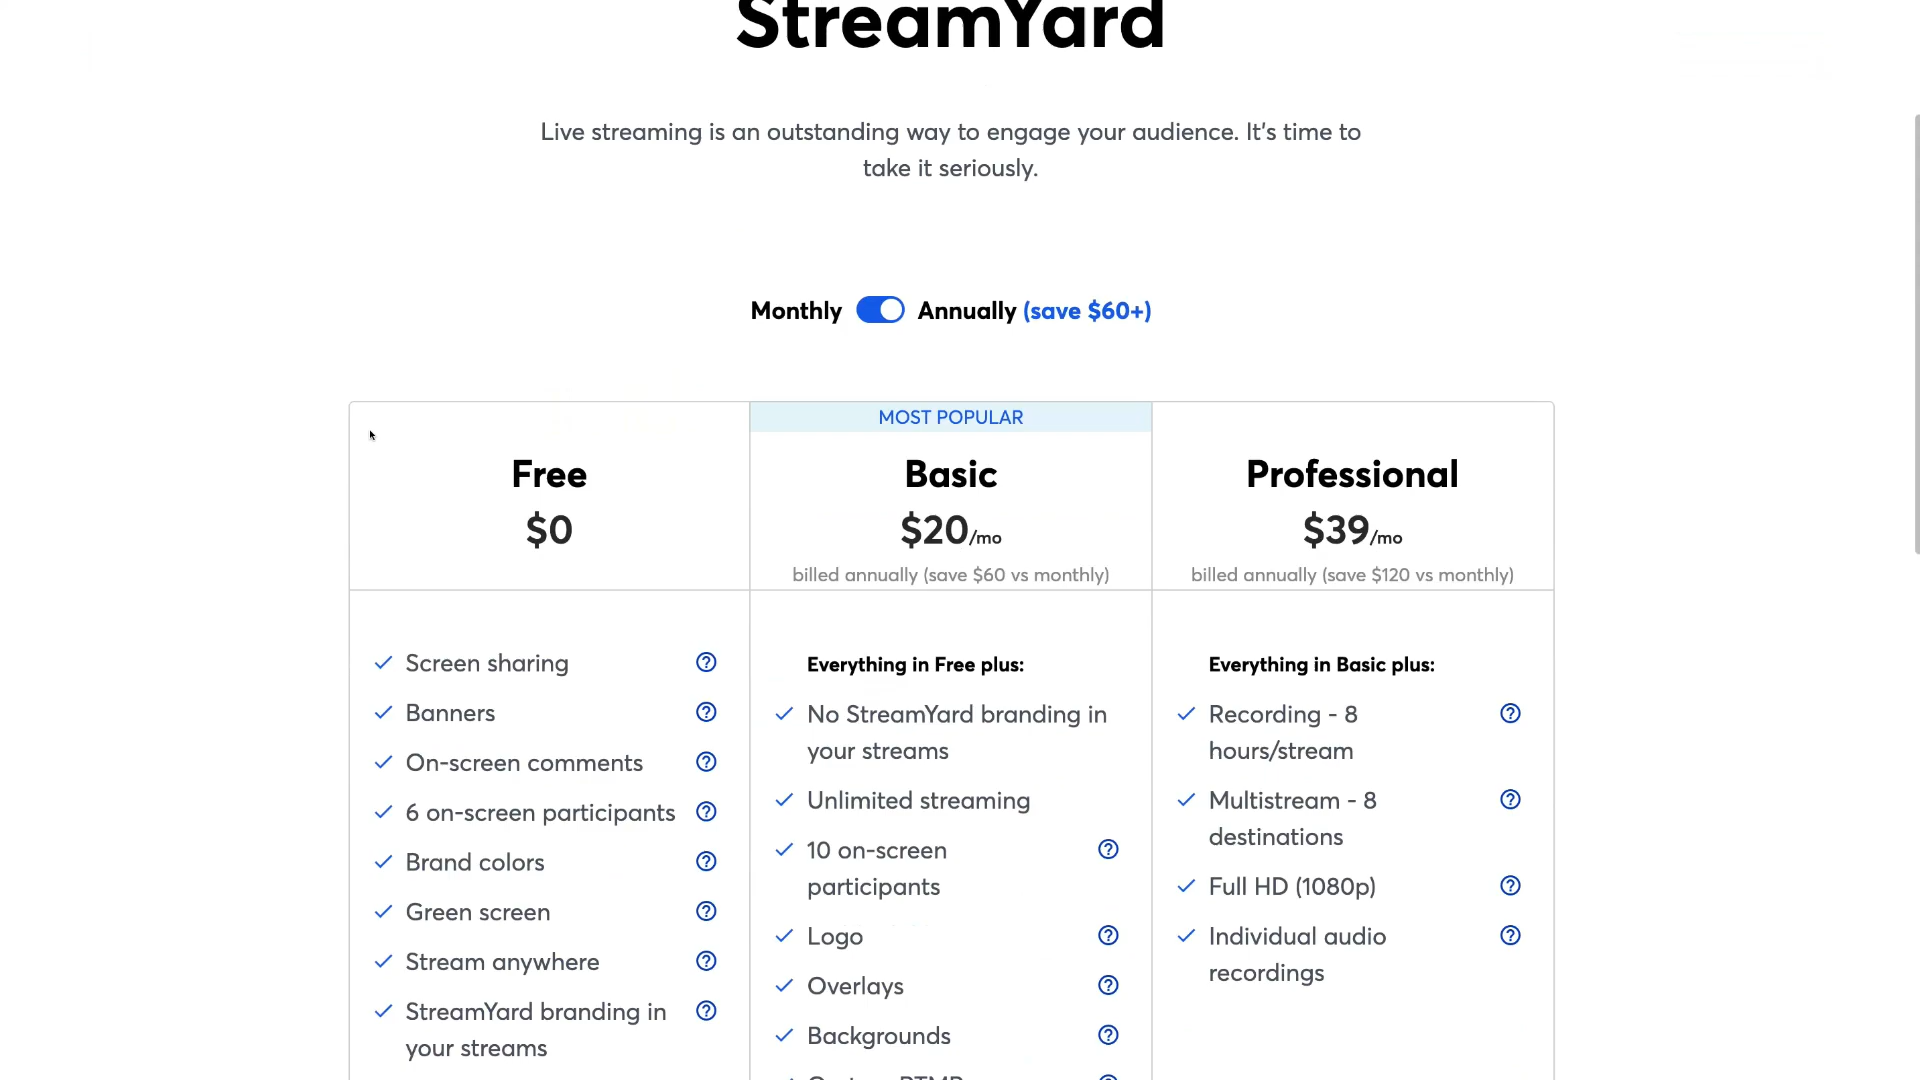 StreamYard
Live streaming is an outstanding way to engage your audience. It's time to
take it seriously.
Monthly Annually (save $60+)
MOST POPULAR
Free
$0
Basic
$20/mo
billed annually (save $60 vs monthly)
Professional
$39/mo
billed annually (save $120 vs monthly)
Screen sharing
Banners
On-screen comments
6 on-screen participants
Brand colors
Green screen
Stream anywhere
StreamYard branding in
your streams
Everything in Free plus:
No StreamYard branding in
your streams
Unlimited streaming
10 on-screen
participants
Logo
Overlays
Backgrounds
Everything in Basic plus:
Recording - 8
hours/stream
Multistream - 8
destinations
Full HD (1080p)
Individual audio
recordings